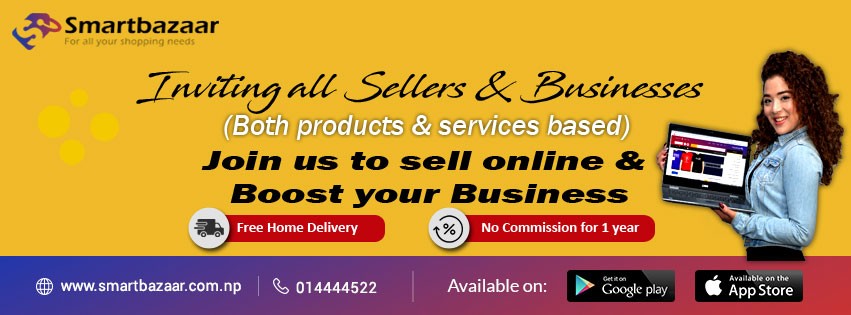 Smartbazaar
For all your shopping needs
Inviting all Sellers & Businesses
(Both products & services based)
Join us to sell online &
Boost your Business
Free Home Delivery
% No Commission for 1 year
www.smartbazaar.com.np
014444522
Available on:
Get it on
Google play
Available on the
App Store